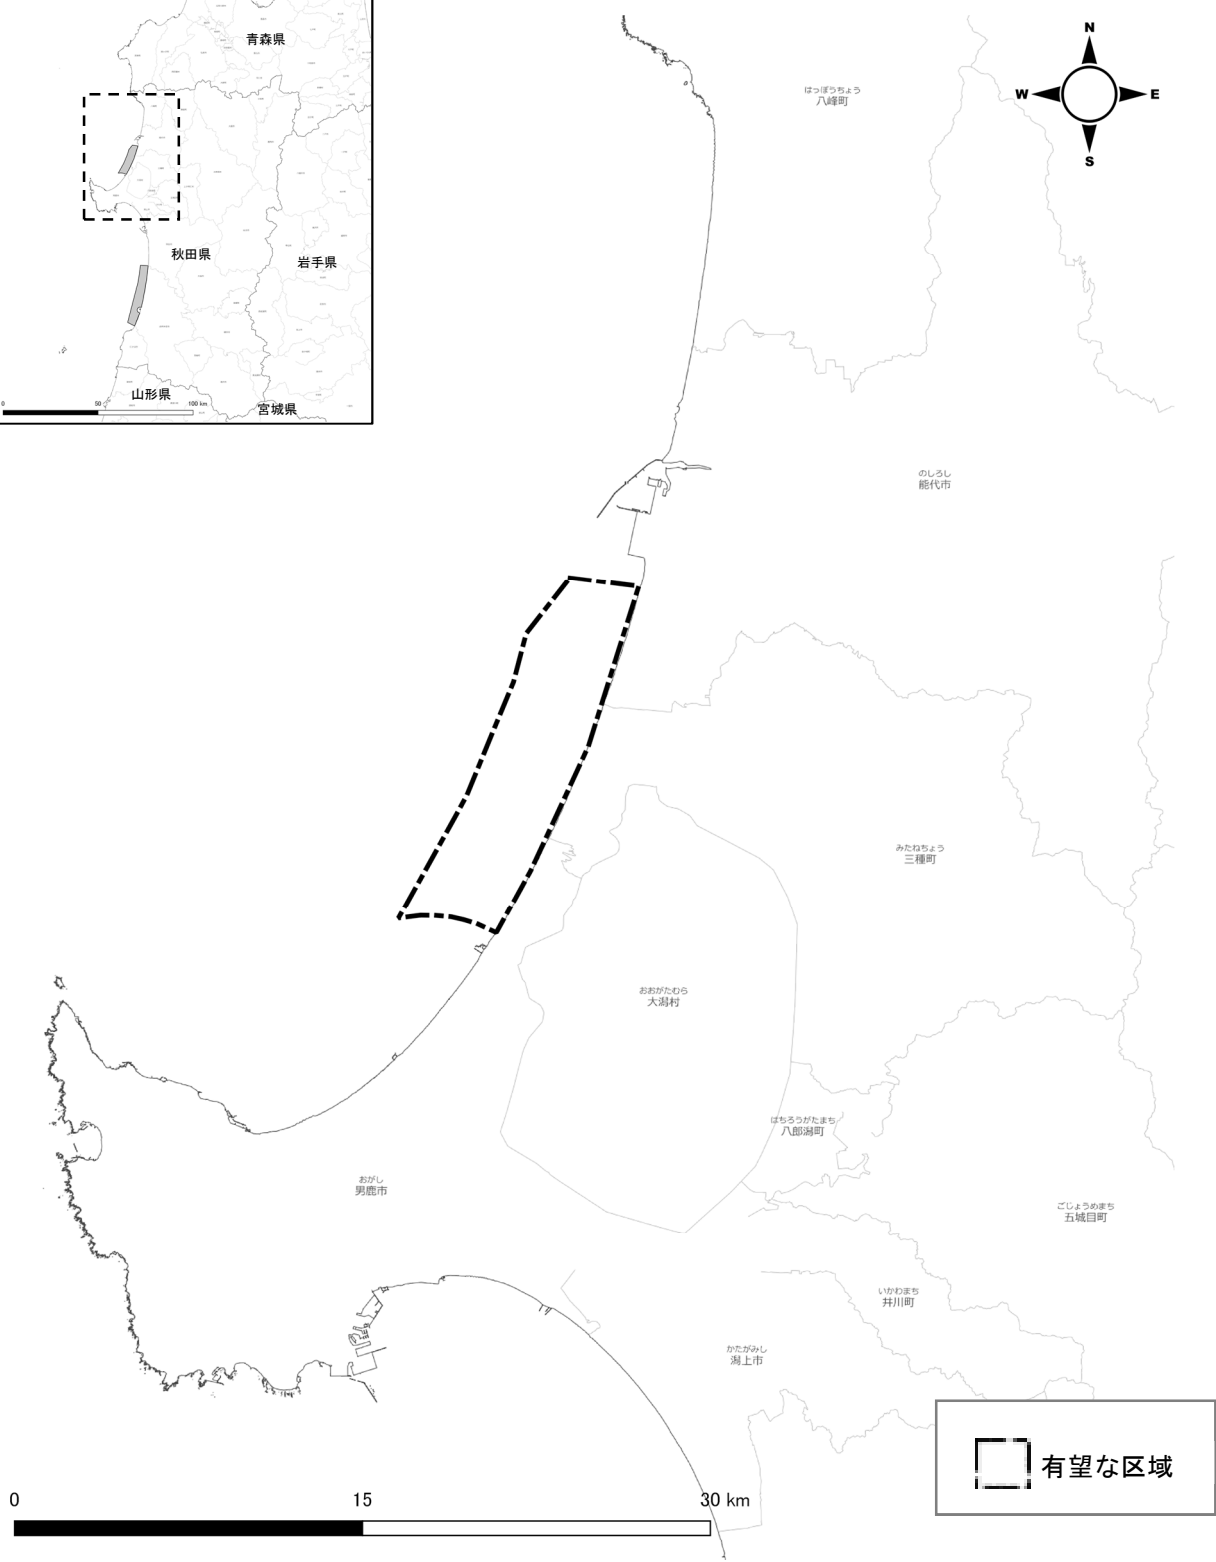 青森県
秋田県
岩手県
山形県
宮城県
0
50
100 km
N
W
E
S
はっぽうちょう
八峰町
のしろし
能代市
みたねちょう
三種町
おおがたむら
大潟村
はちろうがたまち
八郎潟町
おがし
男鹿市
ごじょうめまち
五城目町
いかわまち
井川町
かたがみし
潟上市
有望な区域
0
15
30 km